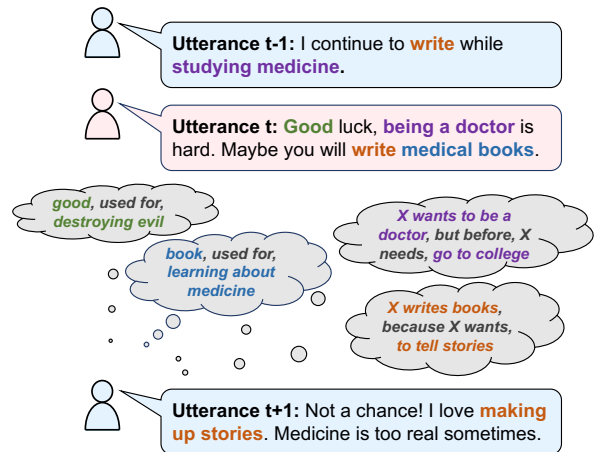 Utterance t-1: I continue to write while
studying medicine.
Utterance t: Good luck, being a doctor is
hard. Maybe you will write medical books.
good, used for,
destroying evil
book, used for,
learning about
medicine
X wants to be a
doctor, but before, X
needs, go to college
X writes books,
because X wants,
to tell stories
Utterance t+1: Not a chance! I love making
up stories. Medicine is too real sometimes.